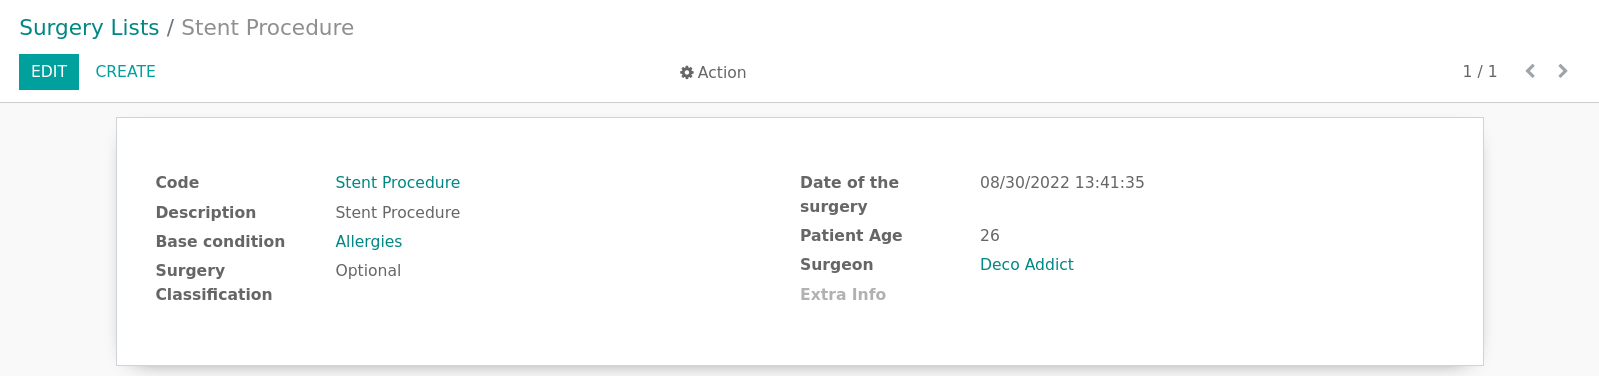 Surgery Lists / Stent Procedure
EDIT CREATE Action 1 / 1
Code Stent Procedure
Description Stent Procedure
Base condition Allergies
Surgery Classification Optional
Date of the surgery 08/30/2022 13:41:35
Patient Age 26
Surgeon Deco Addict
Extra Info